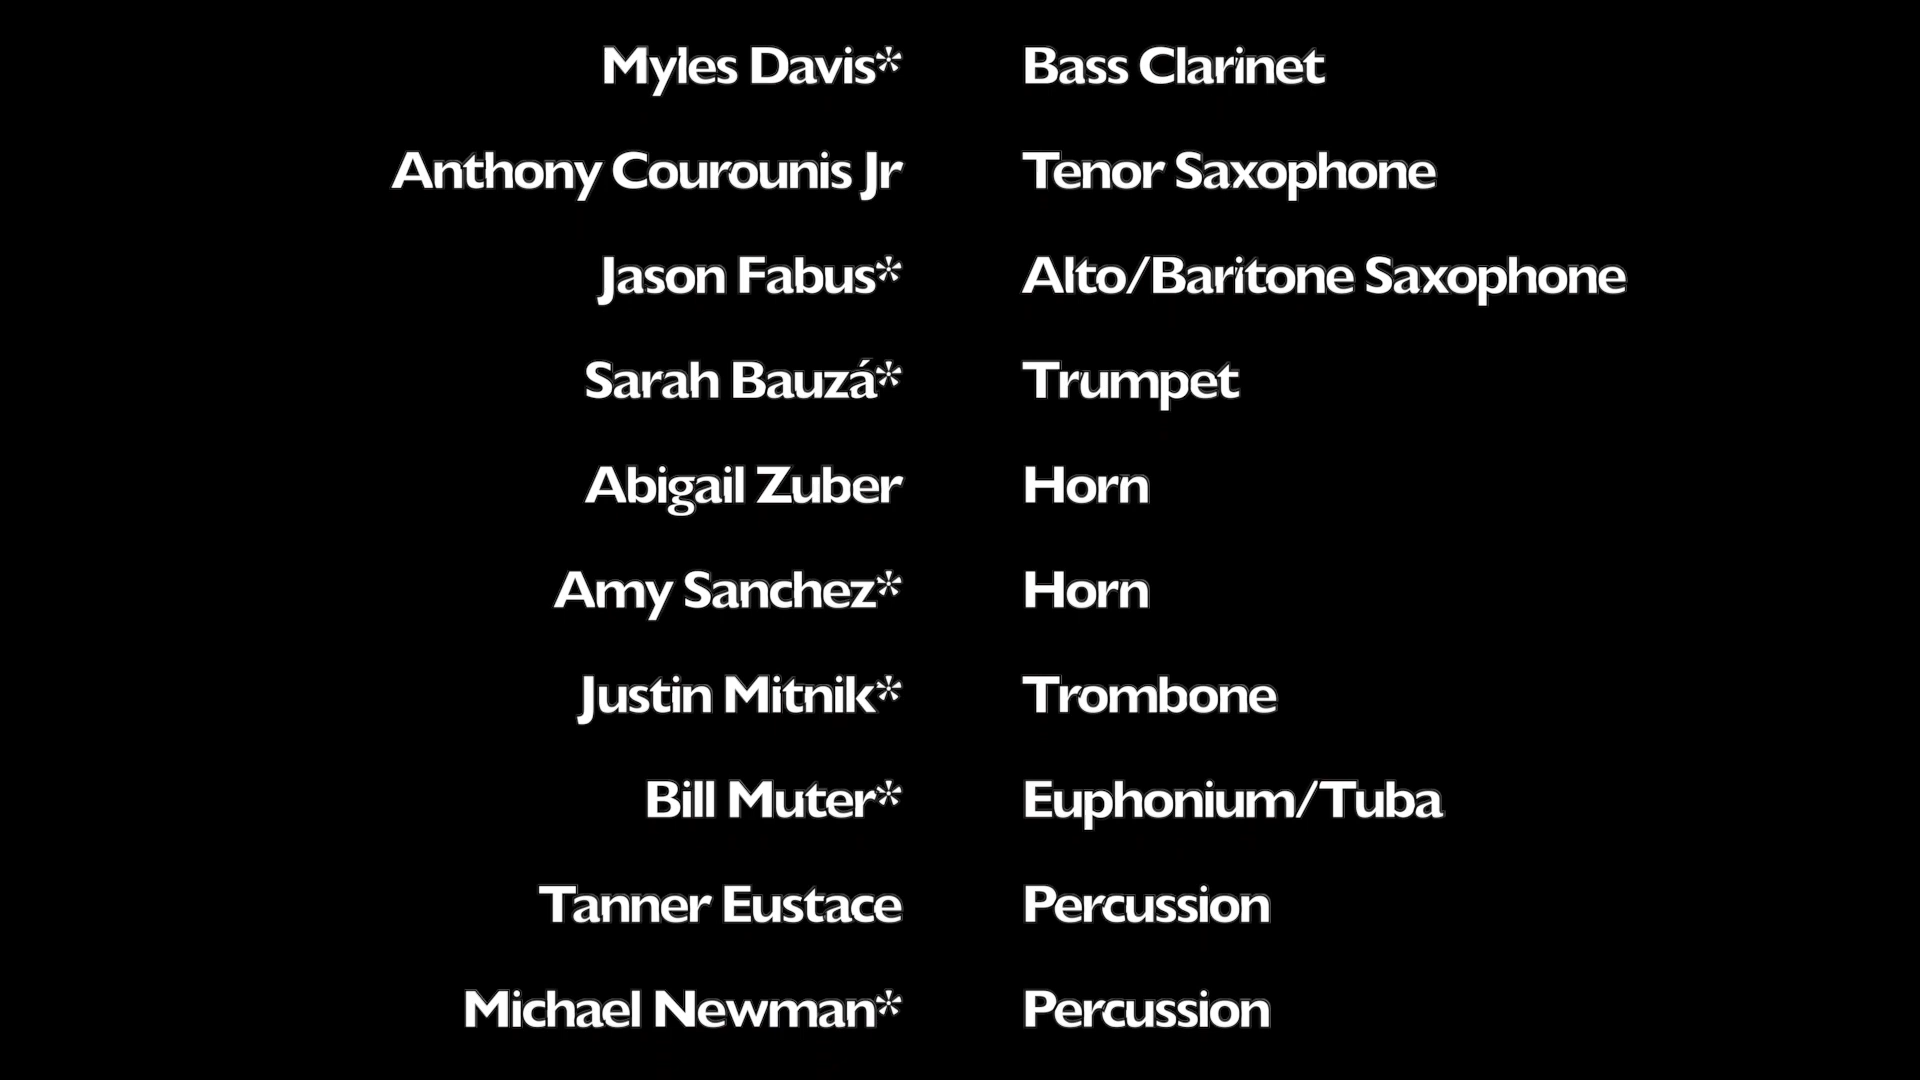 Myles Davis* Bass Clarinet
Anthony Courounis Jr Tenor Saxophone
Jason Fabus* Alto/Baritone Saxophone
Sarah Bauzá* Trumpet
Abigail Zuber Horn
Amy Sanchez* Horn
Justin Mitnik* Trombone
Bill Muter* Euphonium/Tuba
Tanner Eustace Percussion
Michael Newman* Percussion